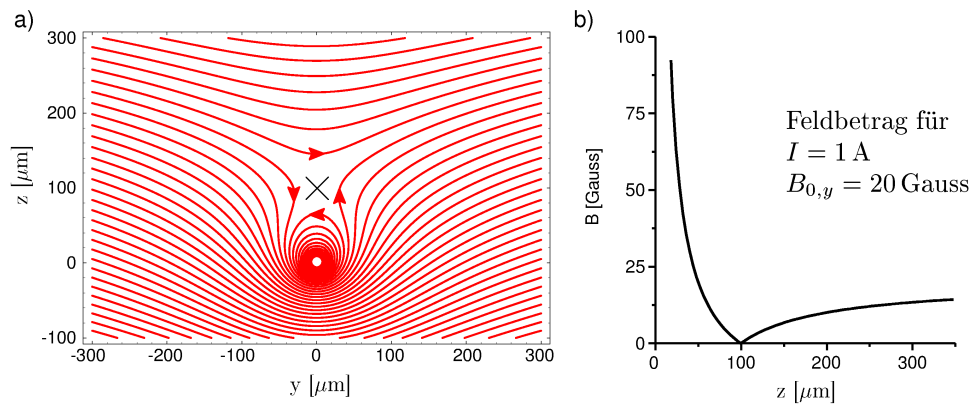 a)
300
200
100
0
-100
z [μm]
-300
-200
-100
0
100
200
300
y [μm]
b)
100
75
50
25
0
B [Gauss]
0
100
200
300
z [μm]
Feldbetrag für
I = 1 A
B₀,y = 20 Gauss